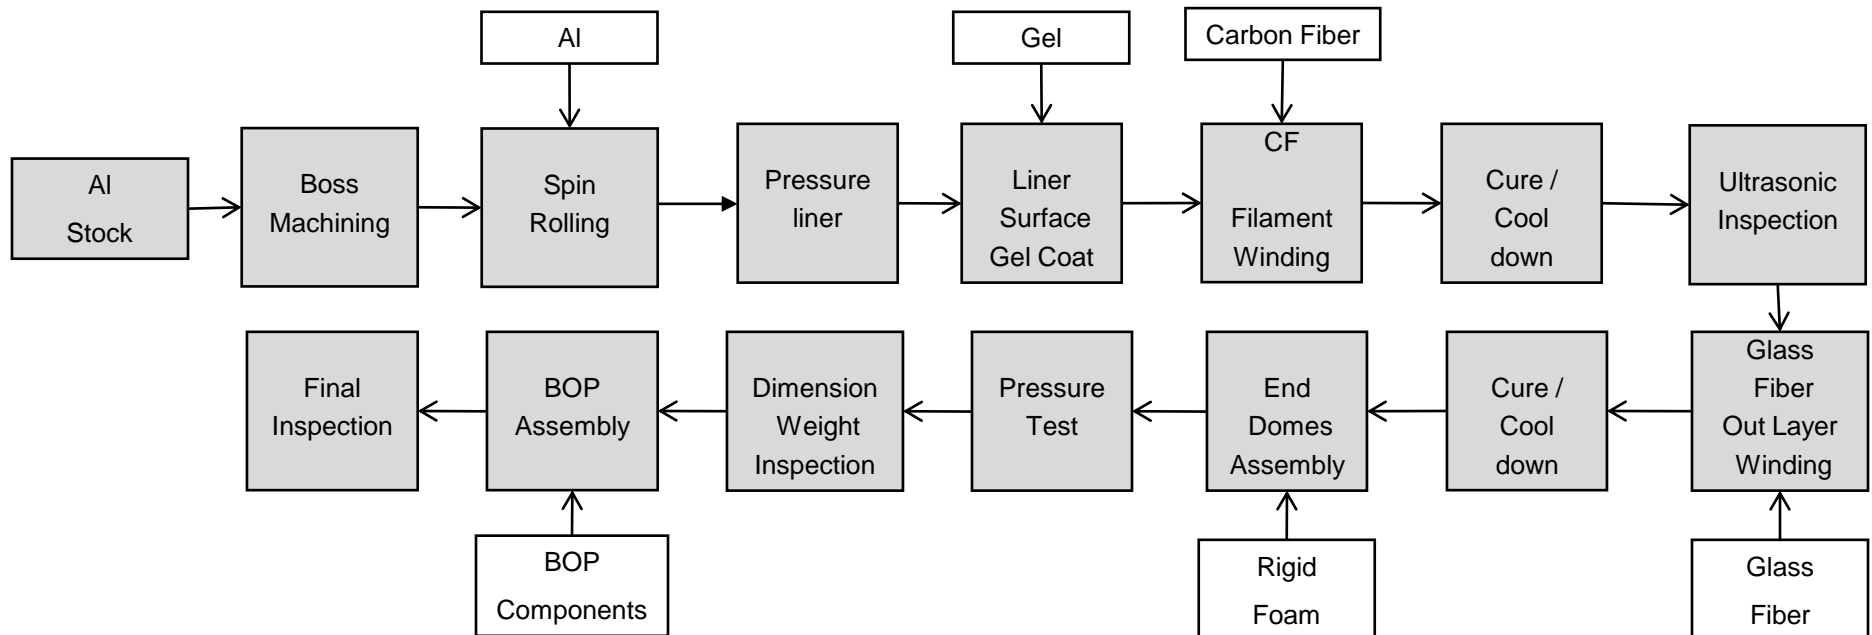 Al
Gel
Carbon Fiber
Al
Stock
Boss
Machining
Spin
Rolling
Pressure
liner
Liner
Surface
Gel Coat
CF
Filament
Winding
Cure /
Cool
down
Ultrasonic
Inspection
Glass
Fiber
Out Layer
Winding
Cure /
Cool
down
End
Domes
Assembly
Pressure
Test
Dimension
Weight
Inspection
BOP
Assembly
Final
Inspection
BOP
Components
Rigid
Foam
Glass
Fiber